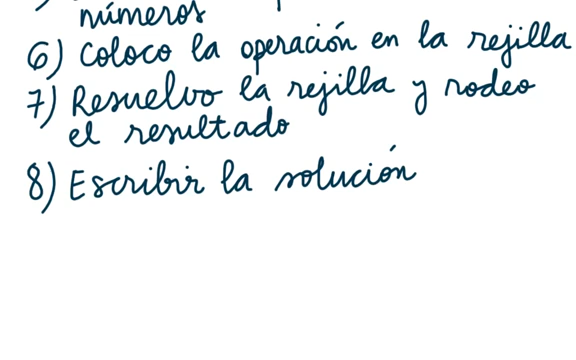 números
6) Coloco la operación en la rejilla
7) Resuelvo la rejilla y rodeo
el resultado
8) Escribir la solución